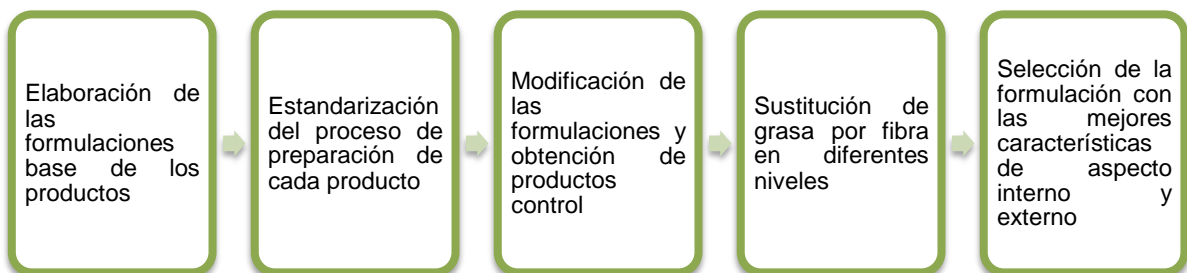 Elaboración de
las
formulaciones
base de los
productos
Estandarización
del proceso de
preparación de
cada producto
Modificación de
las
formulaciones y
obtención de
productos
control
Sustitución de
grasa por fibra
en diferentes
niveles
Selección de la
formulación con
las mejores
características
de aspecto
interno y
externo